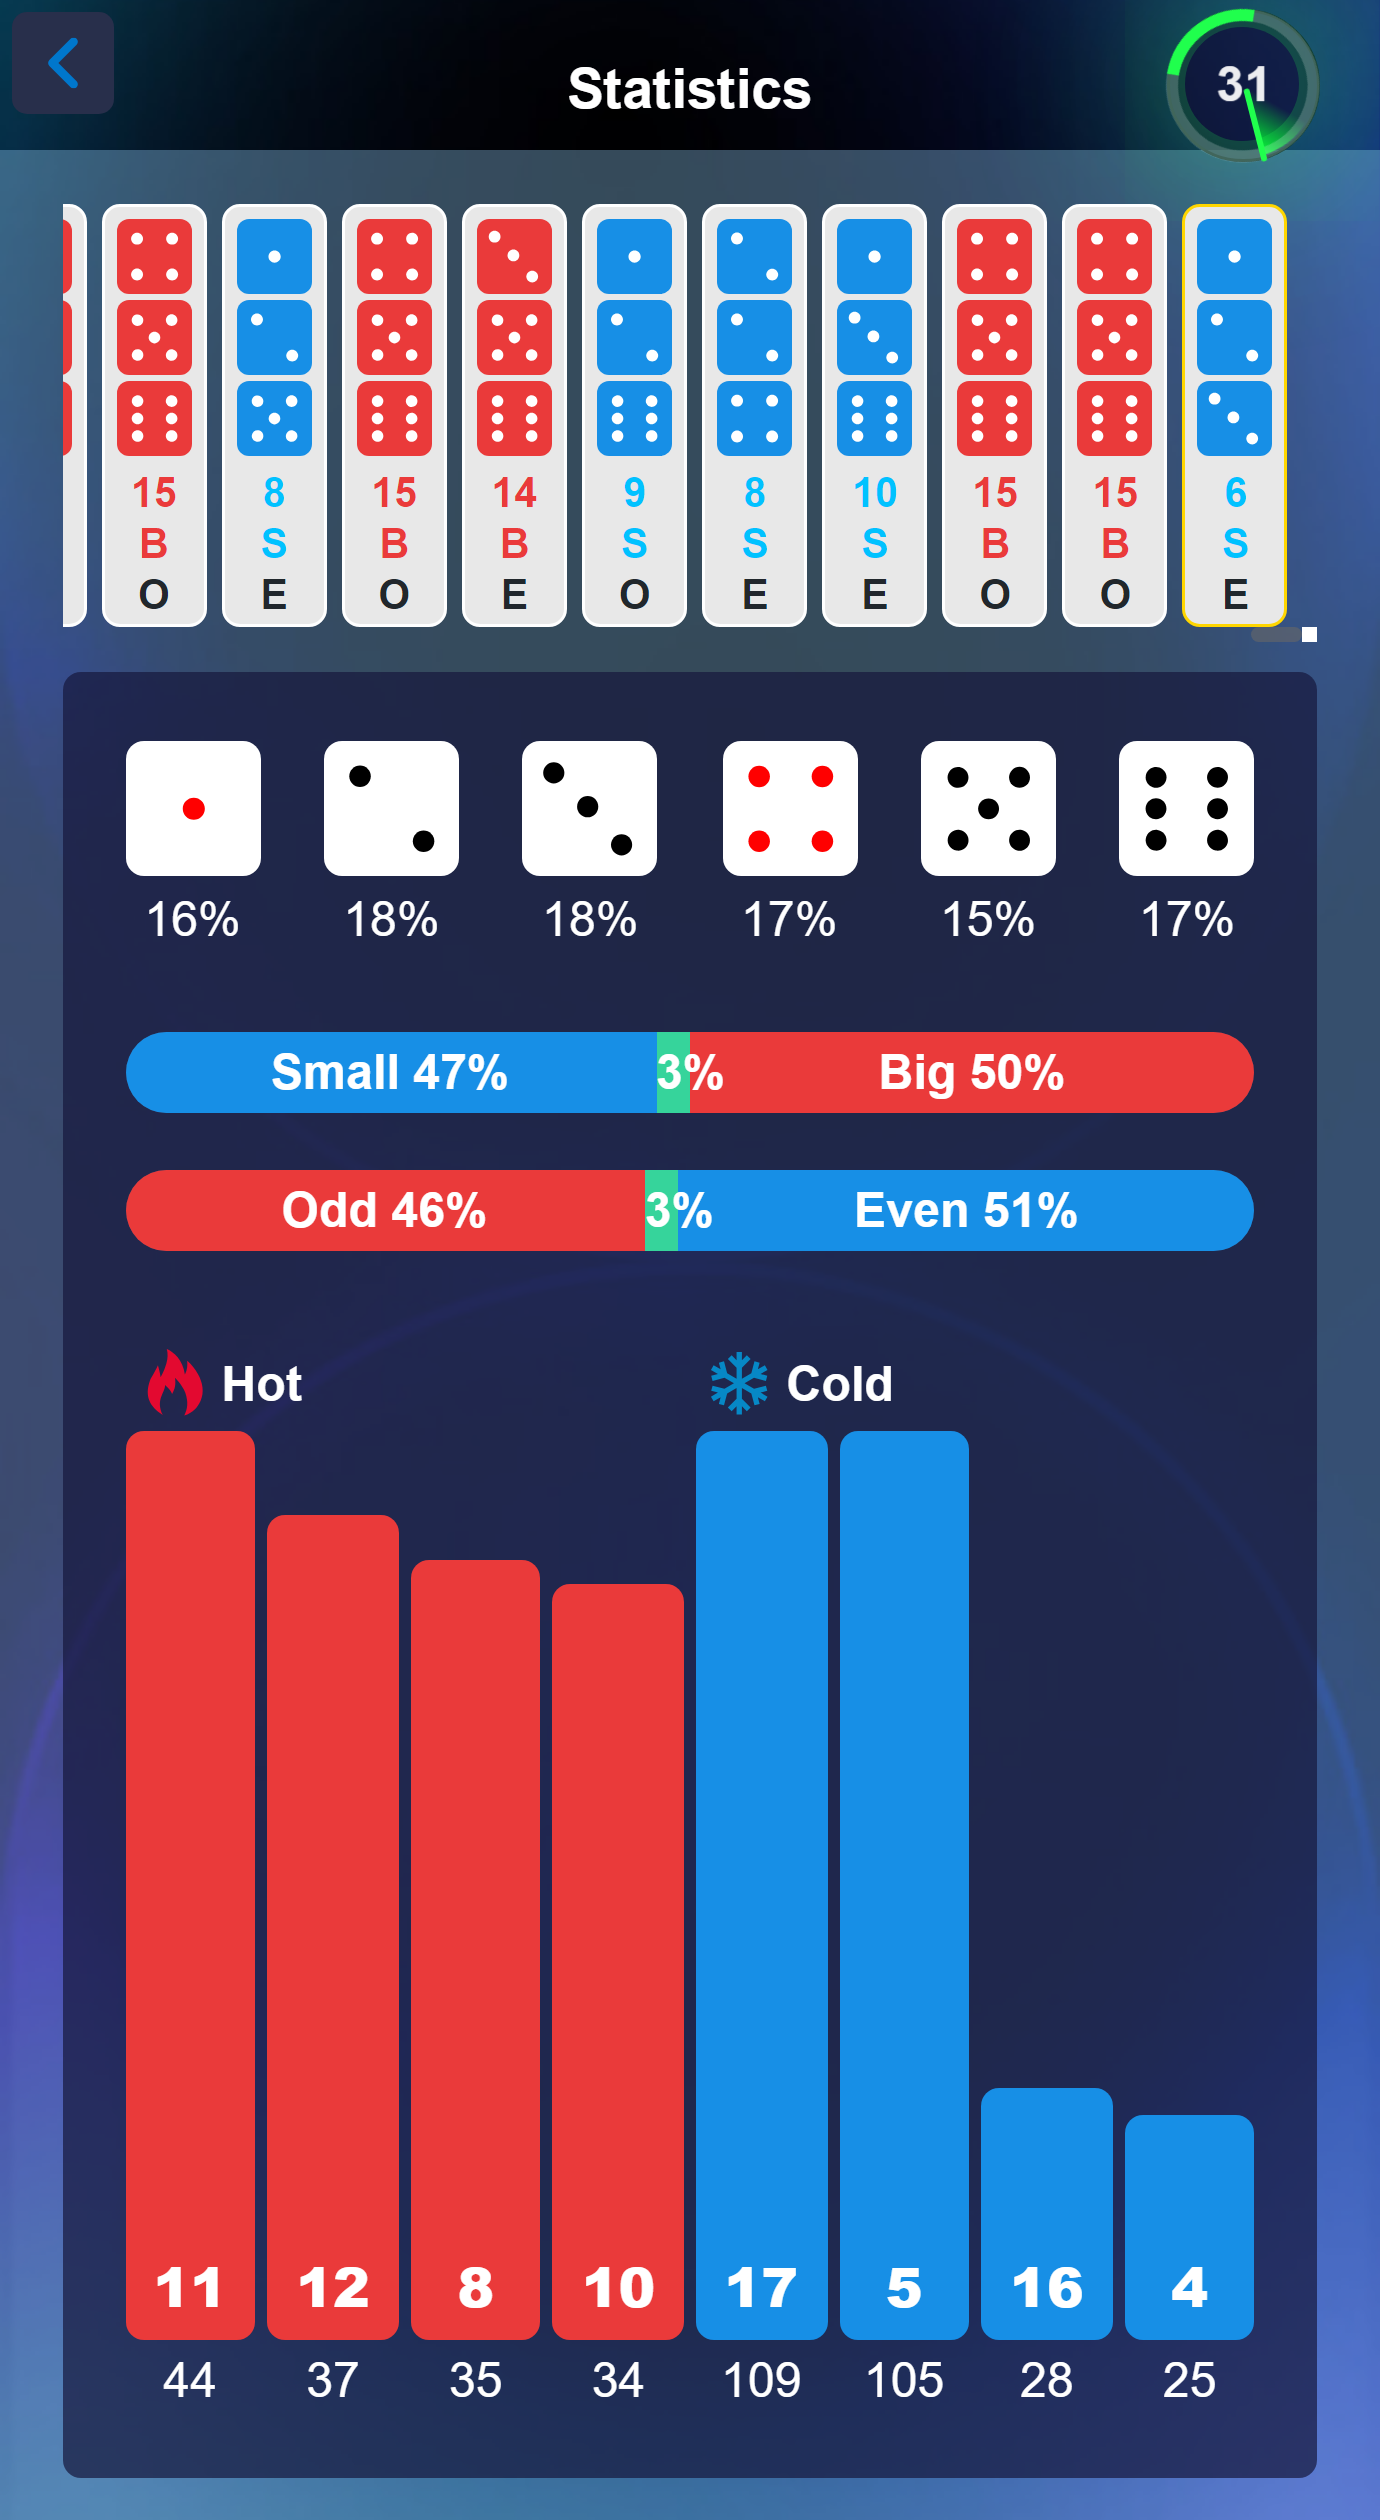 Statistics
31
15 8 15 14 9 8 10 15 15 6
B S B B S S S B B S
O E O E O E E O O E
16% 18% 18% 17% 15% 17%
Small 47% 3% Big 50%
Odd 46% 3% Even 51%
Hot Cold
11 12 8 10 17 5 16 4
44 37 35 34 109 105 28 25